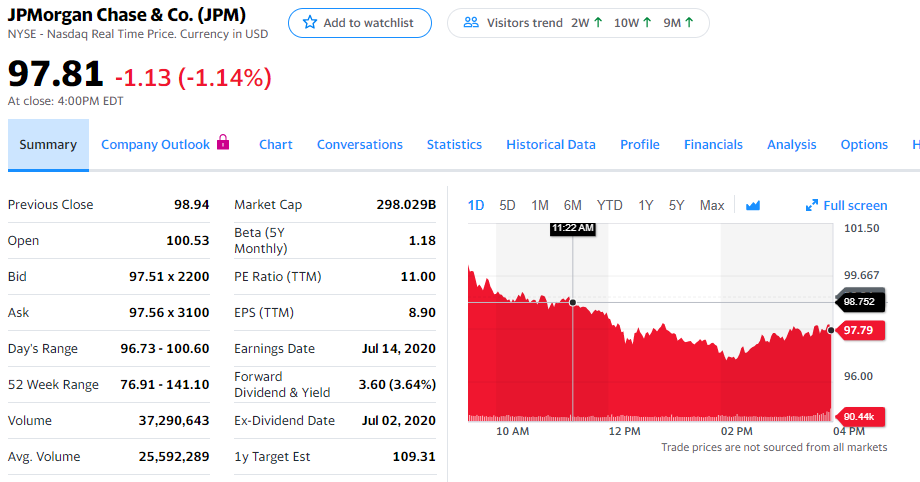 JPMorgan Chase & Co. (JPM)
NYSE - Nasdaq Real Time Price. Currency in USD
Add to watchlist
Visitors trend 2W ↑ 10W ↑ 9M ↑
97.81 -1.13 (-1.14%)
At close: 4:00PM EDT
Summary Company Outlook Chart Conversations Statistics Historical Data Profile Financials Analysis Options H
Previous Close 98.94
Open 100.53
Bid 97.51 x 2200
Ask 97.56 x 3100
Day's Range 96.73 - 100.60
52 Week Range 76.91 - 141.10
Volume 37,290,643
Avg. Volume 25,592,289
Market Cap 298.029B
Beta (5Y
Monthly) 1.18
PE Ratio (TTM) 11.00
EPS (TTM) 8.90
Earnings Date Jul 14, 2020
Forward
Dividend & Yield 3.60 (3.64%)
Ex-Dividend Date Jul 02, 2020
1y Target Est 109.31
1D 5D 1M 6M YTD 1Y 5Y Max
Full screen
11:22 AM
101.50
99.667
98.752
97.79
96.00
90.44k
10 AM 12 PM 02 PM 04 PM
Trade prices are not sourced from all markets